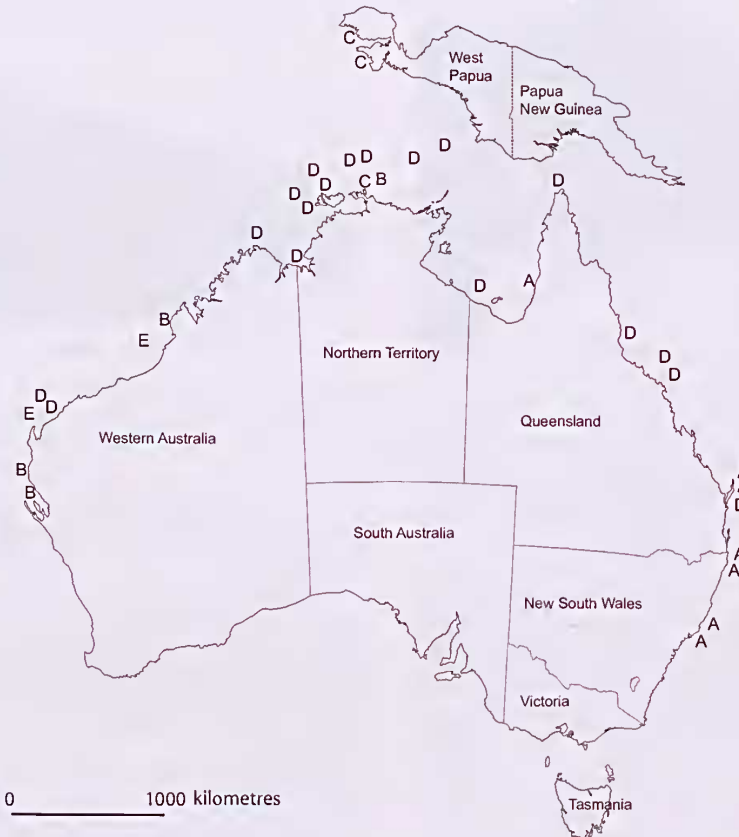 C
C
West
Papua
Papua
New Guinea
D
D
D
D
D
D
C
B
D
D
D
D
D
D
D
A
B
E
Northern Territory
D
D
D
D
D
E
Western Australia
Queensland
B
B
South Australia
D
A
A
New South Wales
A
A
Victoria
0
1000 kilometres
Tasmania